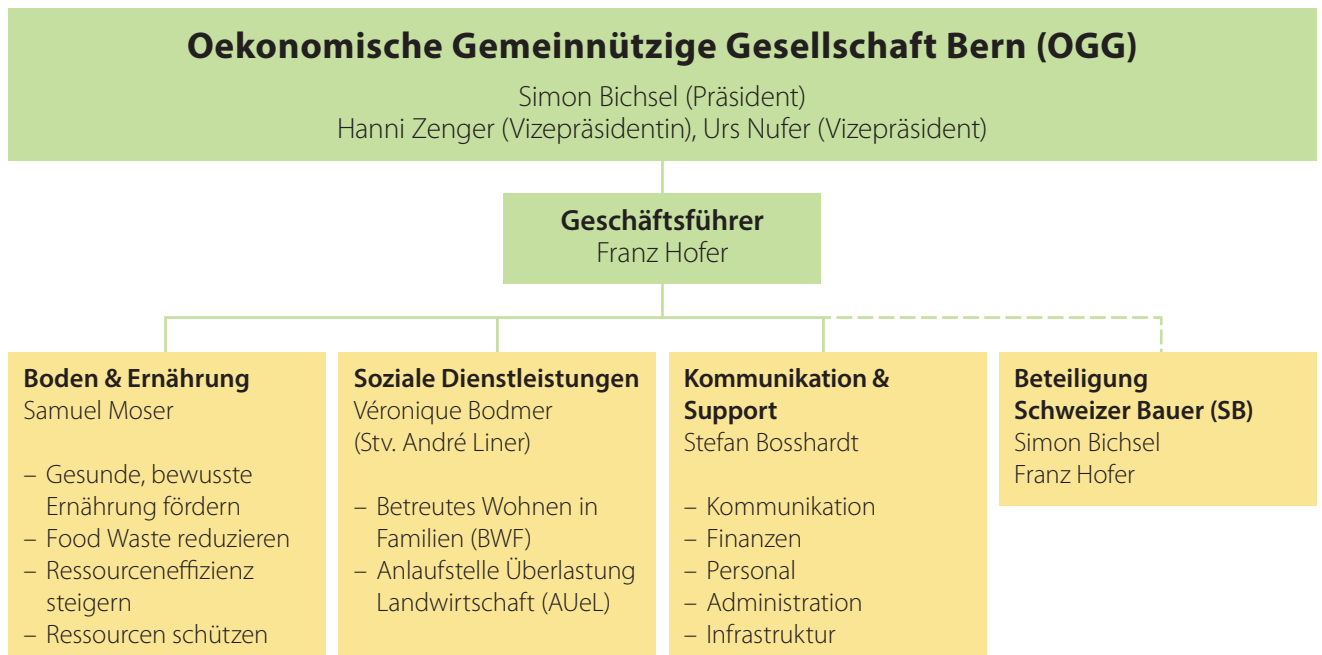 Oekonomische Gemeinnützige Gesellschaft Bern (OGG)
Simon Bichsel (Präsident)
Hanni Zenger (Vizepräsidentin), Urs Nufer (Vizepräsident)
Geschäftsführer
Franz Hofer
Boden & Ernährung
Samuel Moser
– Gesunde, bewusste
Ernährung fördern
– Food Waste reduzieren
– Ressourceneffizienz
steigern
– Ressourcen schützen
Soziale Dienstleistungen
Véronique Bodmer
(Stv. André Liner)
– Betreutes Wohnen in
Familien (BWF)
– Anlaufstelle Überlastung
Landwirtschaft (AUeL)
Kommunikation &
Support
Stefan Bosshardt
– Kommunikation
– Finanzen
– Personal
– Administration
– Infrastruktur
Beteiligung
Schweizer Bauer (SB)
Simon Bichsel
Franz Hofer